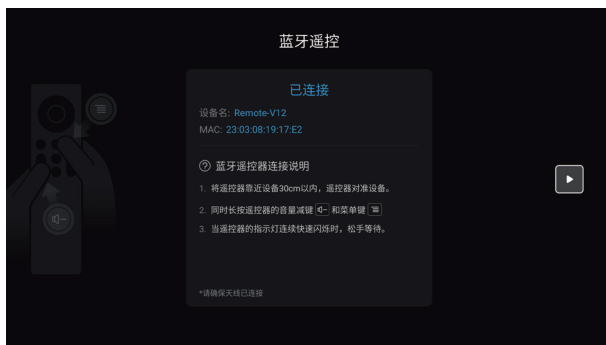 蓝牙遥控
已连接
设备名: Remote-V12
MAC: 23:03:08:19:17:E2
蓝牙遥控器连接说明
1. 将遥控器靠近设备30cm以内，遥控器对准设备。
2. 同时长按遥控器的音量减键 和菜单键
3. 当遥控器的指示灯连续快速闪烁时，松手等待。
*请确保天线已连接